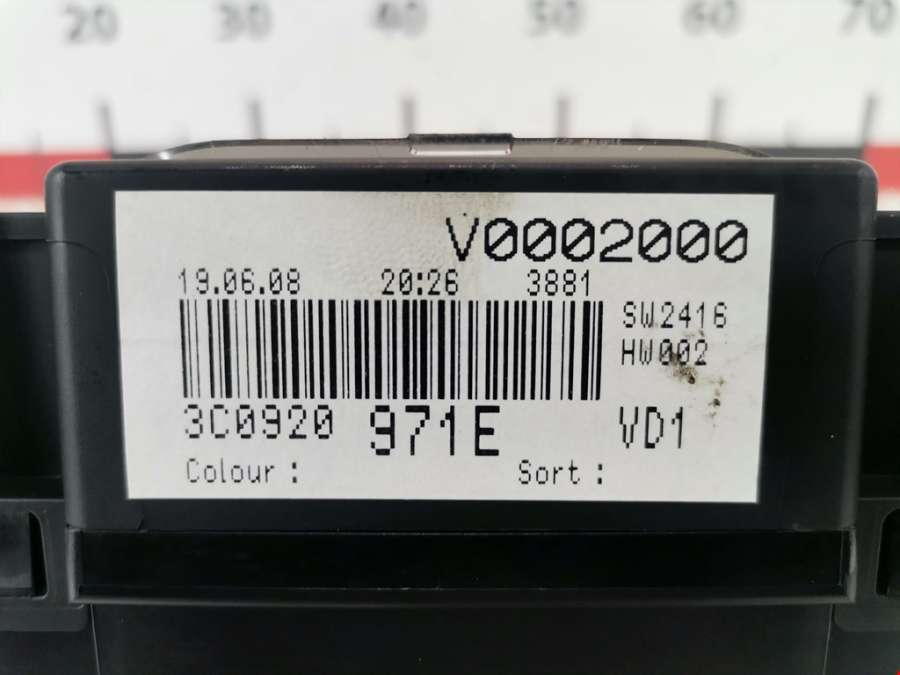 20 30 40 50 60 70
V0002000
19.06.08 20:26 3881
SW2416
HW002
3C0920 971E VD1
Colour : Sort :